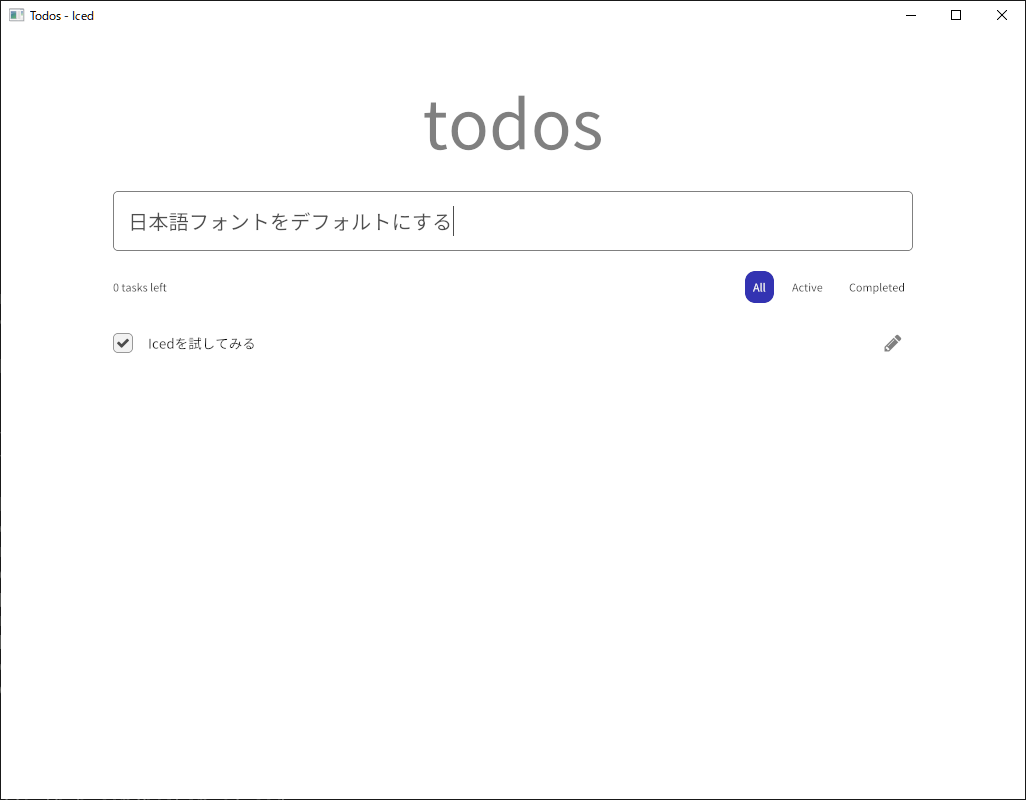 Todos - Iced
todos
日本語フォントをデフォルトにする
0 tasks left
All
Active
Completed
Icedを試してみる